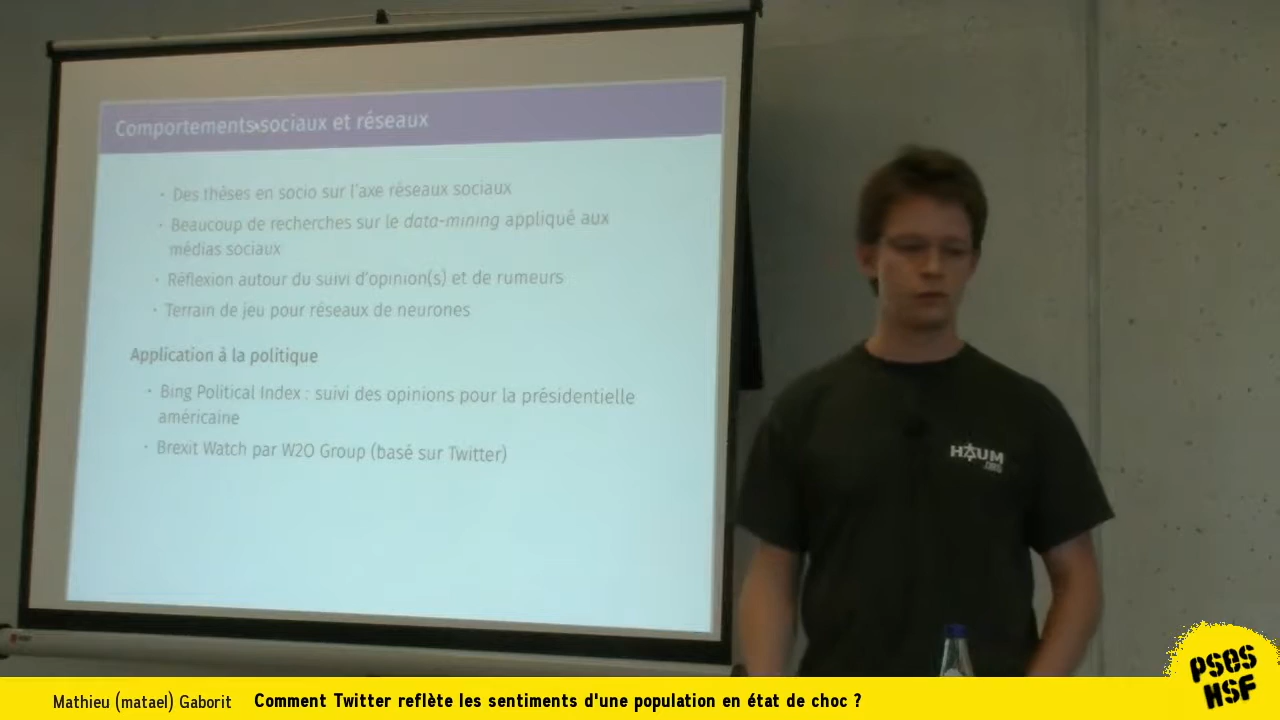 Comportements sociaux et réseaux
· Des thèses en socio sur l'axe réseaux sociaux
· Beaucoup de recherches sur le data-mining appliqué aux
médias sociaux
· Réflexion autour du suivi d'opinion(s) et de rumeurs
· Terrain de jeu pour réseaux de neurones
Application à la politique
· Bing Political Index : suivi des opinions pour la présidentielle
américaine
· Brexit Watch par W2O Group (basé sur Twitter)
HAUM
.ORG
Mathieu (matael) Gaborit Comment Twitter reflète les sentiments d'une population en état de choc ?
PSES
HSF